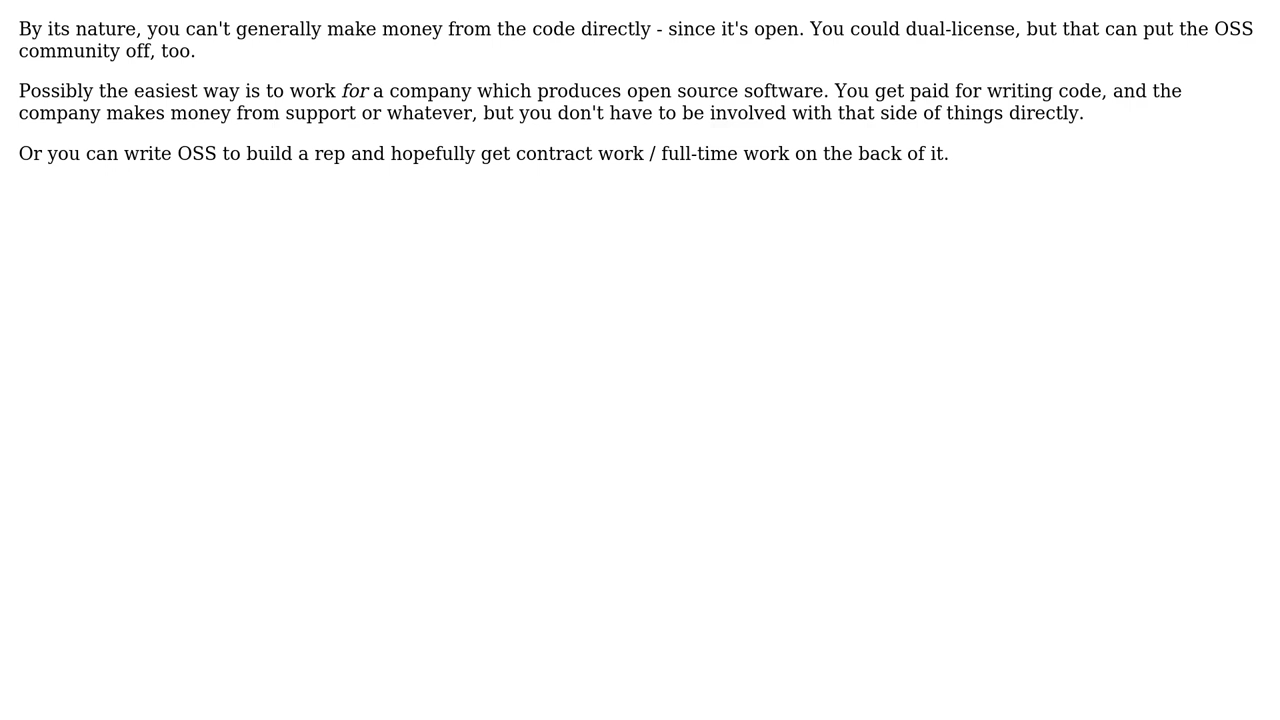 By its nature, you can't generally make money from the code directly - since it's open. You could dual-license, but that can put the OSS
community off, too.
Possibly the easiest way is to work for a company which produces open source software. You get paid for writing code, and the
company makes money from support or whatever, but you don't have to be involved with that side of things directly.
Or you can write OSS to build a rep and hopefully get contract work / full-time work on the back of it.